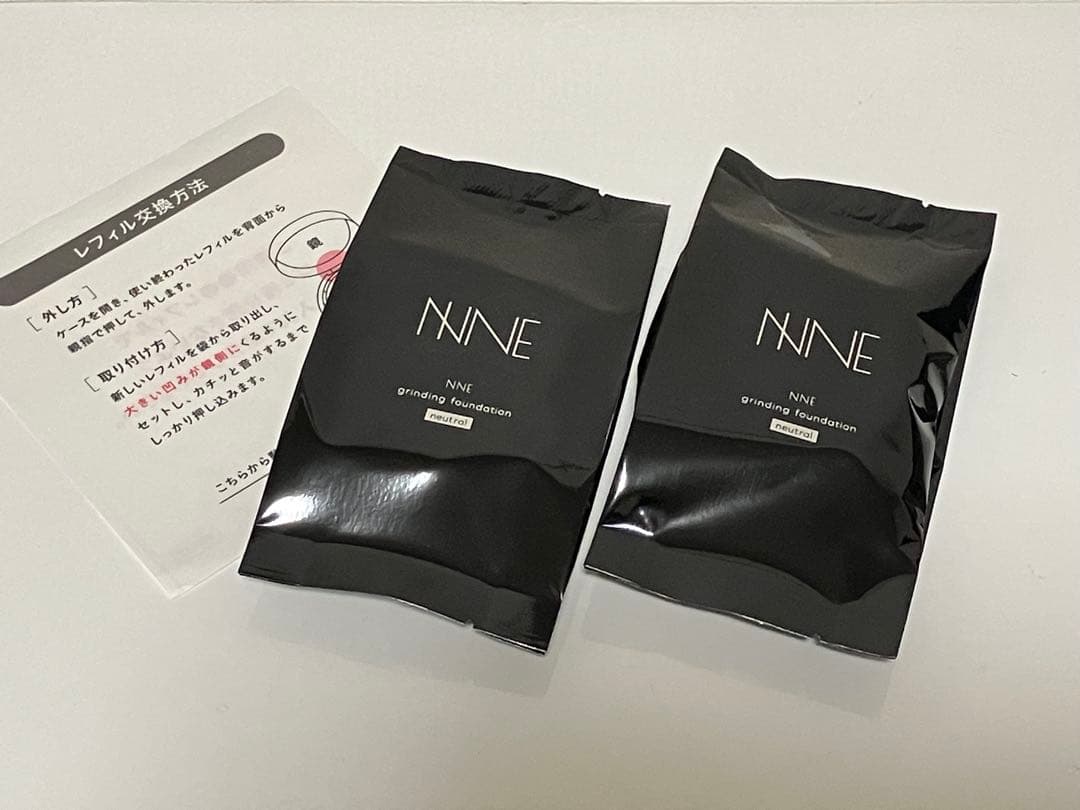 レフィル交換方法
[ 外し方 ]
ケースを開き、使い終わったレフィルを背面から
親指で押して、外します。
鏡
[ 取り付け方 ]
新しいレフィルを袋から取り出し、
大きい凹みが鏡側にくるように
セットし、カチッと音がするまで
しっかり押し込みます。
こちらから
NNE
NNE
grinding foundation
neutral
NNE
NNE
grinding foundation
neutral